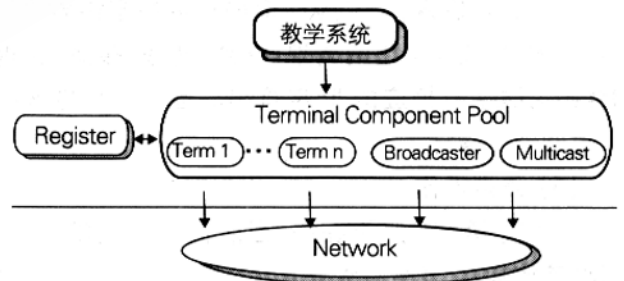 教学系统
Terminal Component Pool
Register
Term 1 ··· Term n Broadcaster Multicast
Network